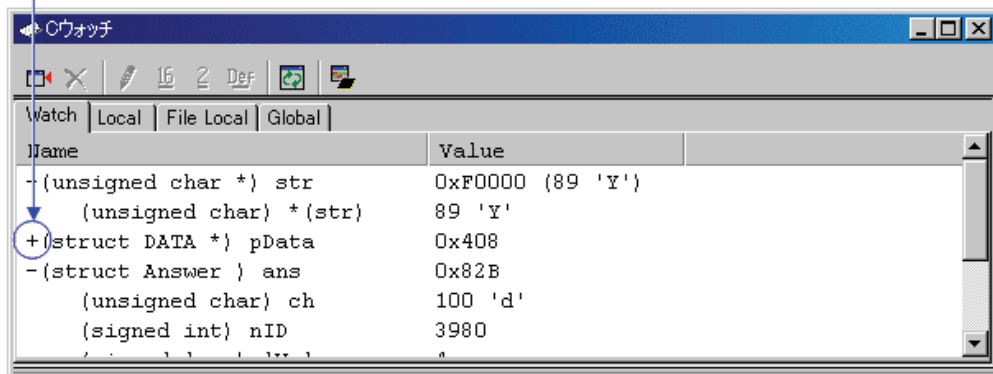 Cウォッチ
16 2 Def
Watch Local File Local Global
Name Value
-(unsigned char *) str 0xF0000 (89 'Y')
(unsigned char) *(str) 89 'Y'
+(struct DATA *) pData 0x408
-(struct Answer ) ans 0x82B
(unsigned char) ch 100 'd'
(signed int) nID 3980